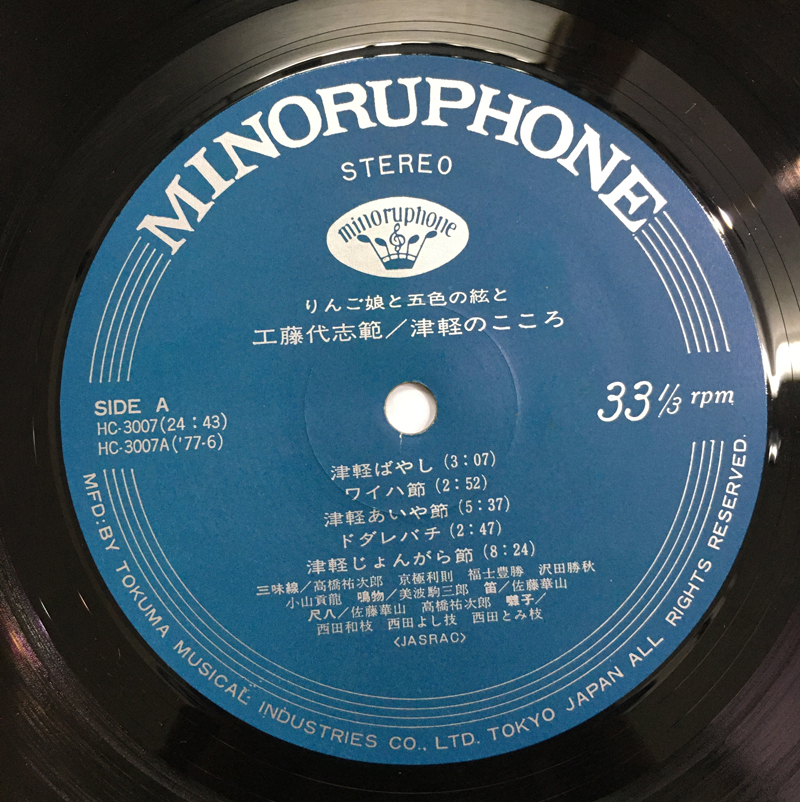 MINORUPHONE
STEREO
minoruphone
りんご娘と五色の絃と
工藤代志範／津軽のこころ
SIDE A
HC-3007(24：43)
HC-3007A('77-6)
33 1/3 rpm
津軽ばやし(3：07)
ワイハ節(2：52)
津軽あいや節(5：37)
ドダレバチ(2：47)
津軽じょんがら節(8：24)
三味線／高橋祐次郎 京極利則 福士豊勝 沢田勝秋
小山貢龍 鳴物／美波駒三郎 笛／佐藤華山
尺八／佐藤華山 高橋祐次郎 囃子／
西田和枝 西田よし技 西田とみ枝
<JASRAC>
MFD：BY TOKUMA MUSICAL INDUSTRIES CO., LTD. TOKYO JAPAN ALL RIGHTS RESERVED.